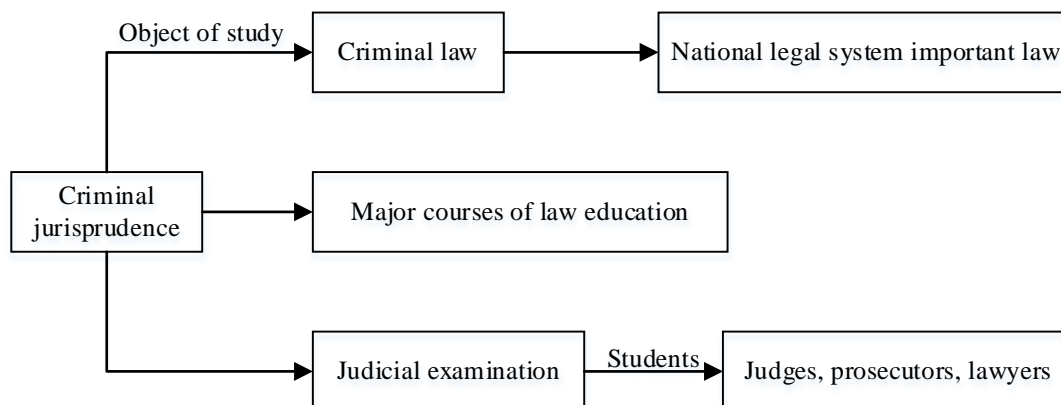 Object of study
Criminal law
National legal system important law
Criminal
jurisprudence
Major courses of law education
Judicial examination
Students
Judges, prosecutors, lawyers